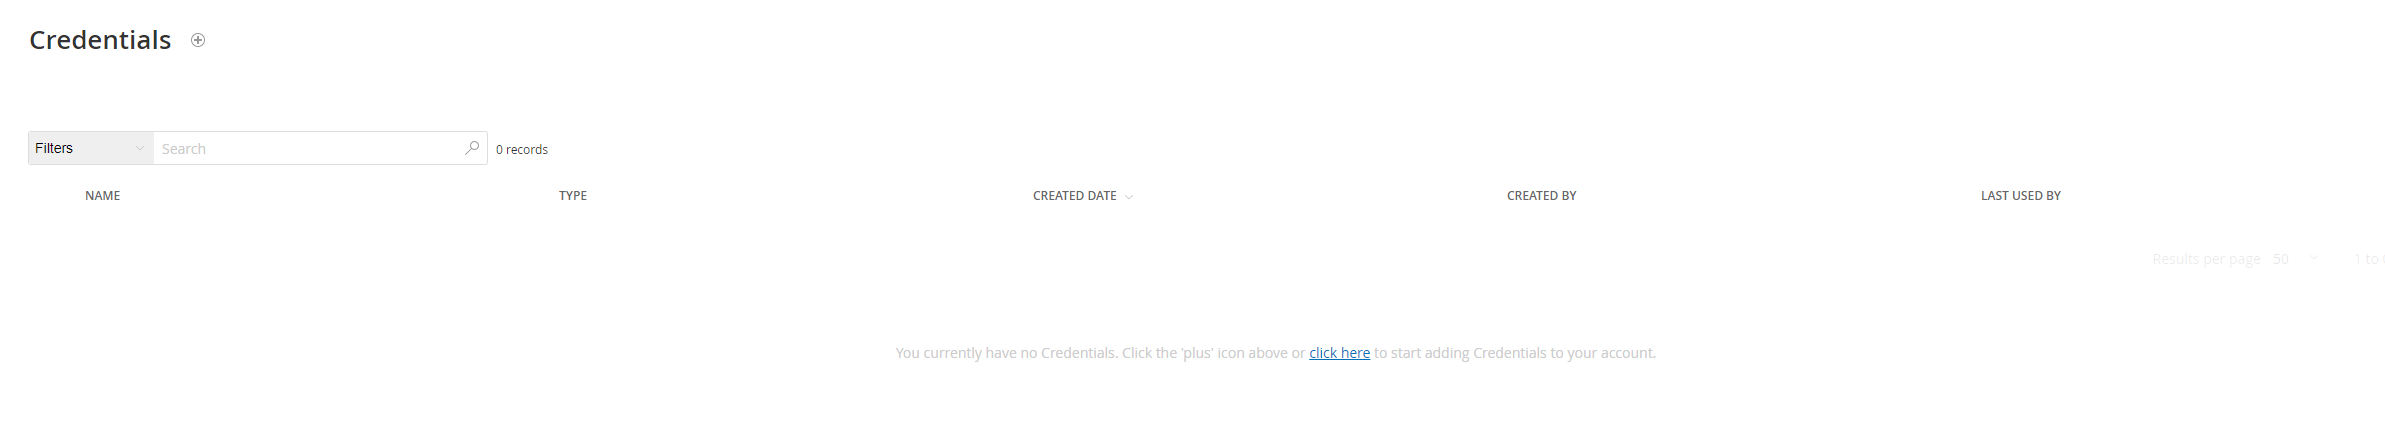 Credentials
Filters Search 0 records
NAME TYPE CREATED DATE CREATED BY LAST USED BY
Results per page 50 1 to
You currently have no Credentials. Click the 'plus' icon above or click here to start adding Credentials to your account.